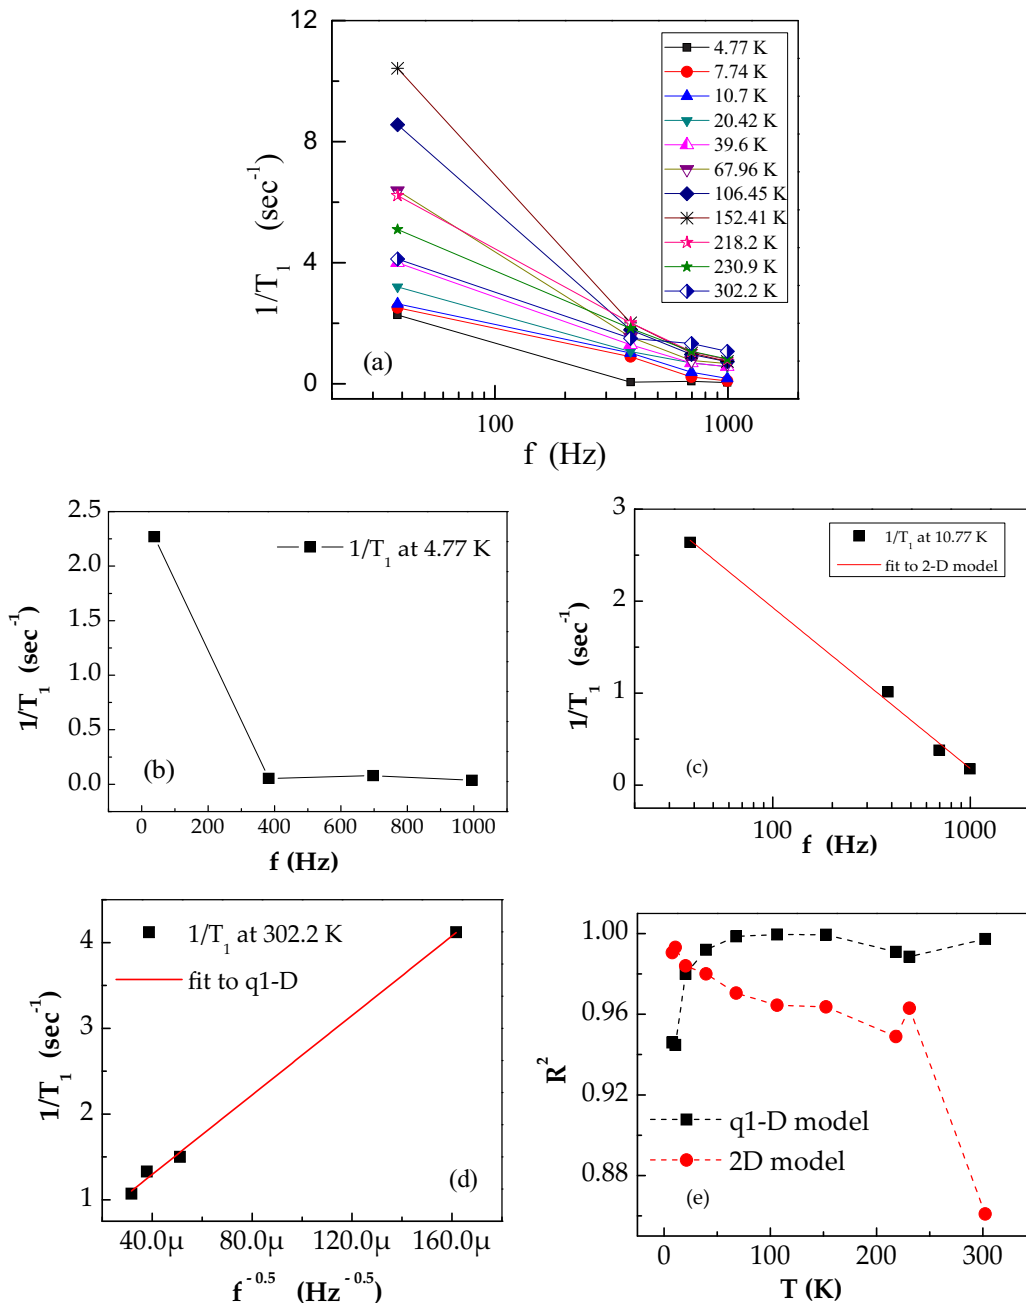 12
8
4
0
1/T1 (sec-1)
(a)
4.77 K
7.74 K
10.7 K
20.42 K
39.6 K
67.96 K
106.45 K
152.41 K
218.2 K
230.9 K
302.2 K
100
1000
f (Hz)
2.5
2.0
1.5
1.0
0.5
0.0
1/T1 (sec-1)
1/T1 at 4.77 K
(b)
0
200
400
600
800
1000
f (Hz)
3
2
1
0
1/T1 (sec-1)
1/T1 at 10.77 K
fit to 2-D model
(c)
100
1000
f (Hz)
4
3
2
1
1/T1 (sec-1)
1/T1 at 302.2 K
fit to q1-D
(d)
40.0µ
80.0µ
120.0µ
160.0µ
f -0.5 (Hz -0.5)
1.00
0.96
0.92
0.88
R2
q1-D model
2D model
(e)
0
100
200
300
T (K)